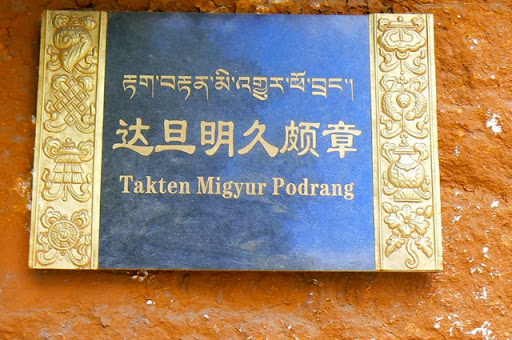 རྟག་བརྟན་མི་འགྱུར་ཕོ་བྲང་།
达旦明久颇章
Takten Migyur Podrang